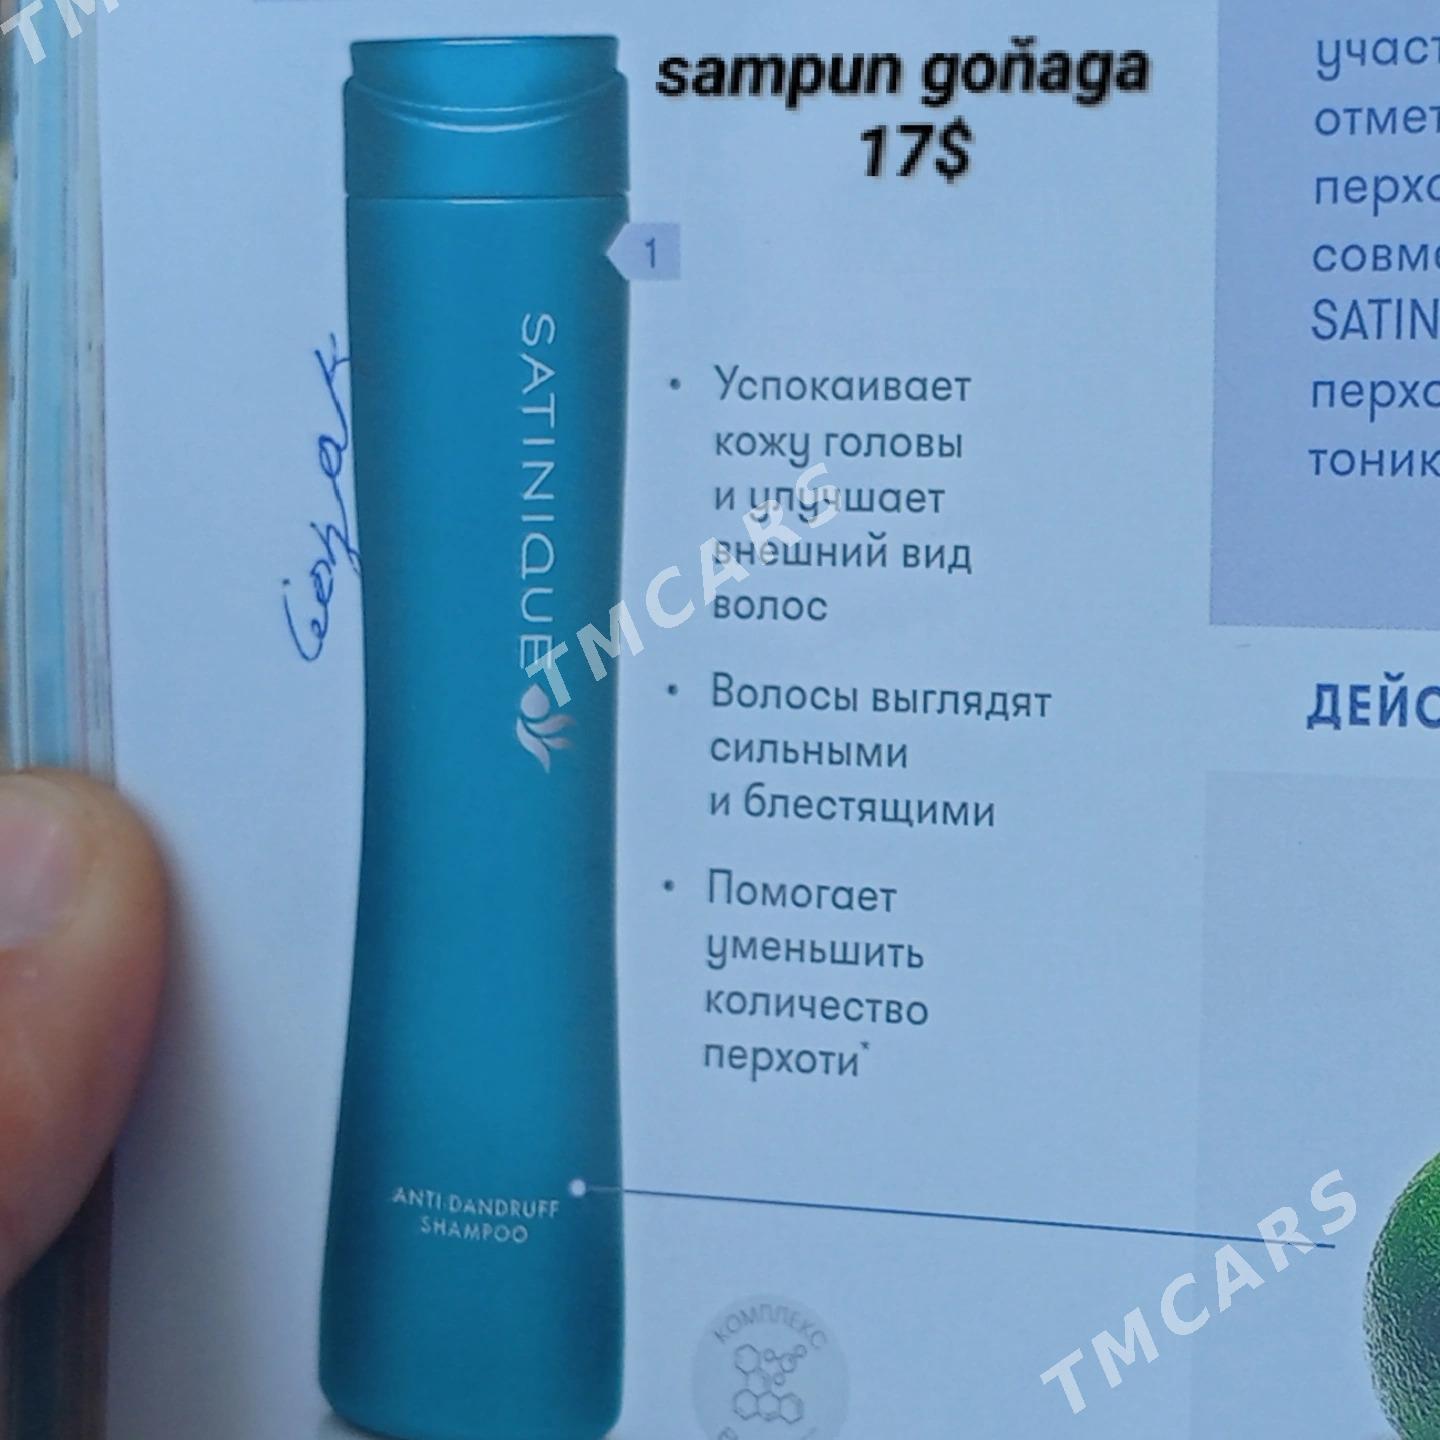 sampun goňaga
17$
1
SATINIQUE
• Успокаивает
кожу головы
и улучшает
внешний вид
волос
• Волосы выглядят
сильными
и блестящими
• Помогает
уменьшить
количество
перхоти*
ANTI-DANDRUFF
SHAMPOO
КОМПЛЕКС
участ
отмет
перхо
совме
SATIN
перхо
тоник
ДЕЙС
TMCARS
TMCARS